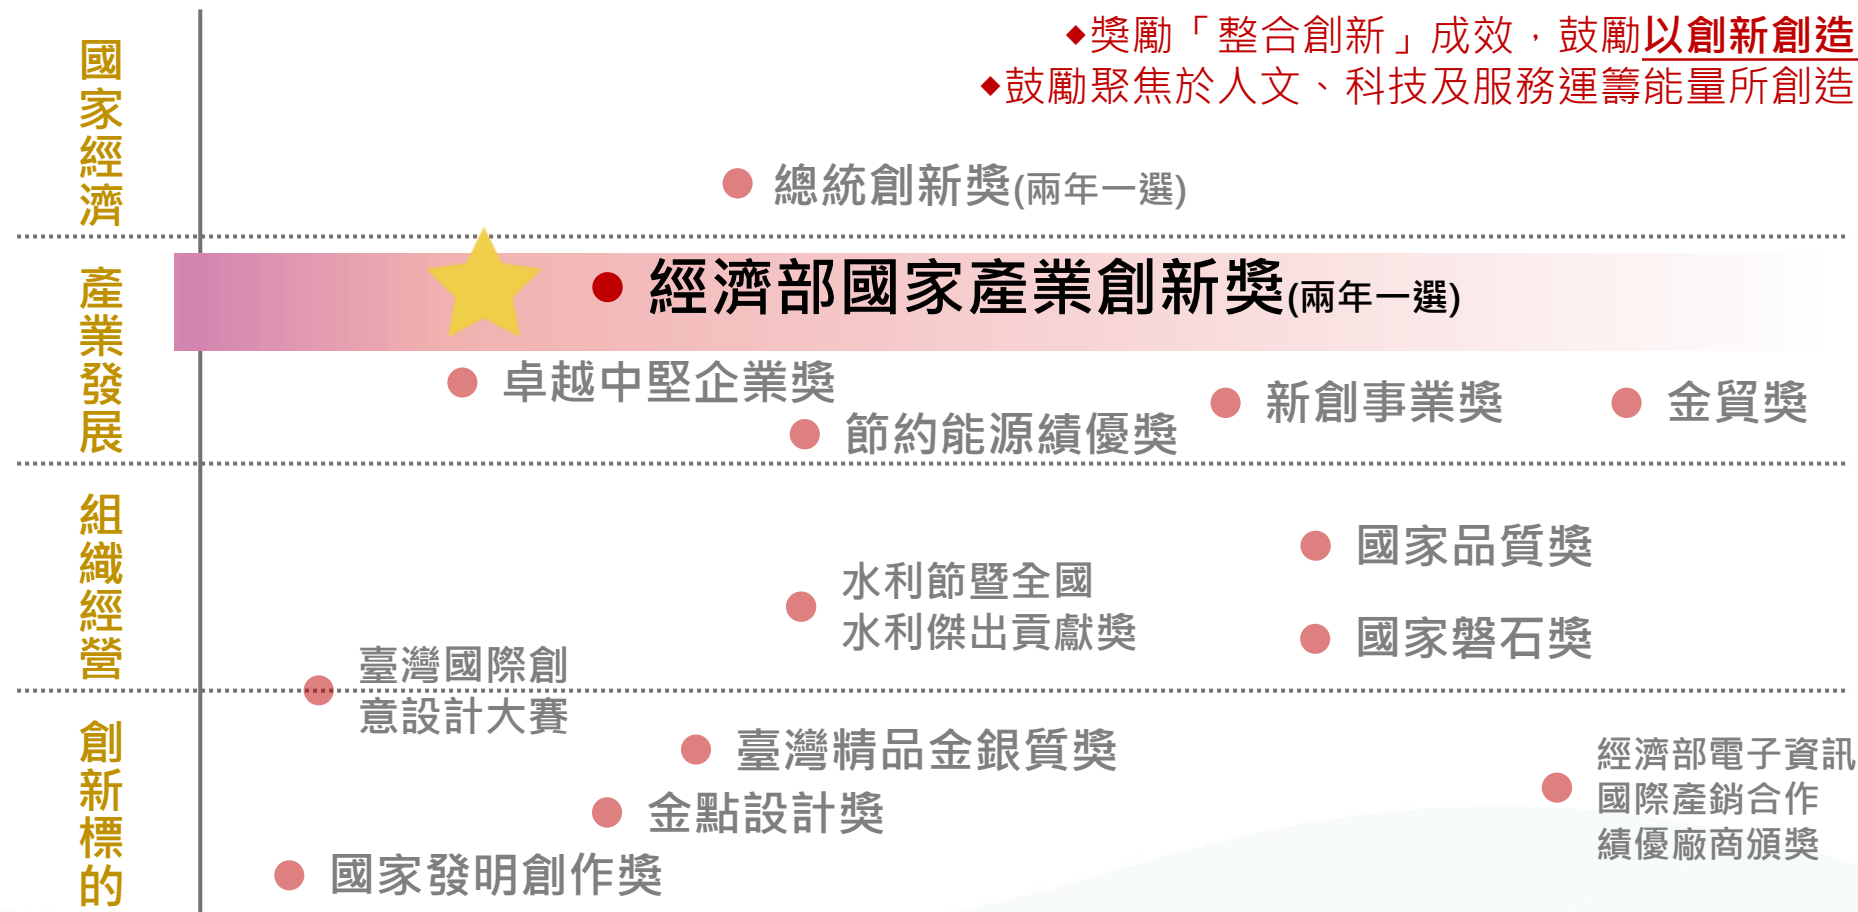 ◆獎勵「整合創新」成效，鼓勵以創新創造
◆鼓勵聚焦於人文、科技及服務運籌能量所創造
國家經濟
● 總統創新獎(兩年一選)
產業發展
● 經濟部國家產業創新獎(兩年一選)
● 卓越中堅企業獎
● 節約能源績優獎
● 新創事業獎
● 金貿獎
組織經營
● 國家品質獎
● 水利節暨全國
水利傑出貢獻獎
● 國家磐石獎
● 臺灣國際創
意設計大賽
創新標的
● 臺灣精品金銀質獎
● 金點設計獎
● 國家發明創作獎
● 經濟部電子資訊
國際產銷合作
績優廠商頒獎